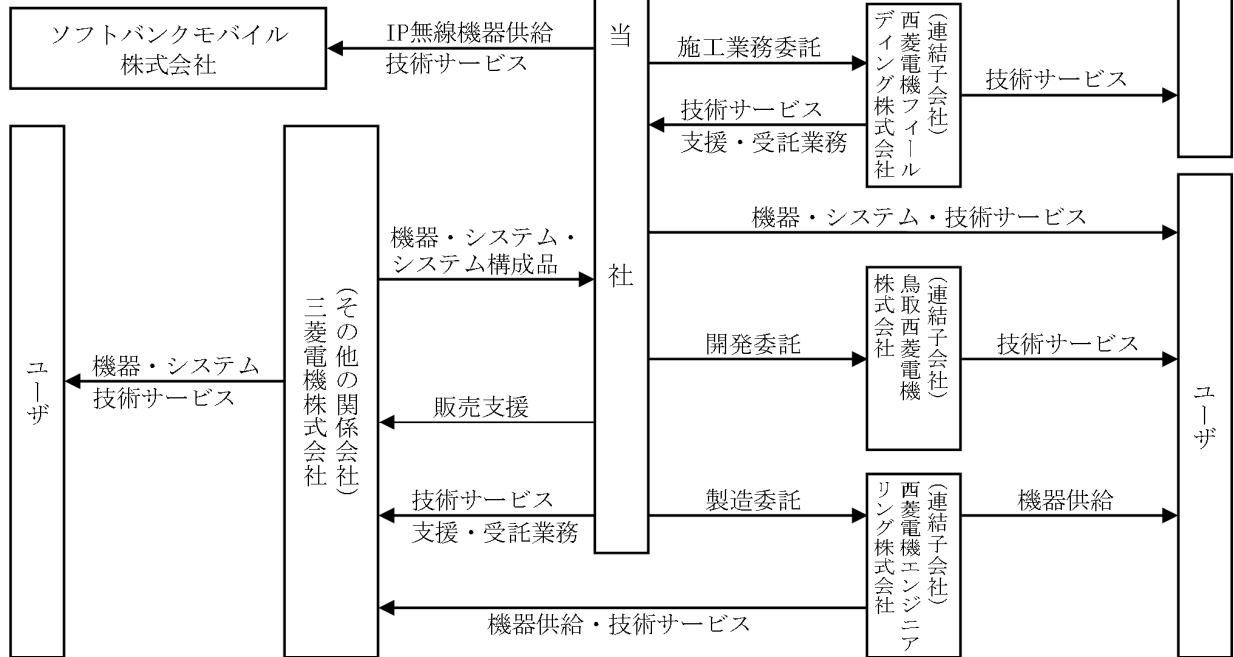 ソフトバンクモバイル
株式会社
IP無線機器供給
技術サービス
当社
施工業務委託
技術サービス
支援・受託業務
(連結子会社)
西菱電機フィール
ディング株式会社
技術サービス
機器・システム・技術サービス
機器・システム・
システム構成品
(その他の関係会社)
三菱電機株式会社
機器・システム
技術サービス
ユーザ
開発委託
(連結子会社)
鳥取西菱電機
株式会社
技術サービス
ユーザ
販売支援
技術サービス
支援・受託業務
製造委託
(連結子会社)
西菱電機エンジニア
リング株式会社
機器供給
機器供給・技術サービス